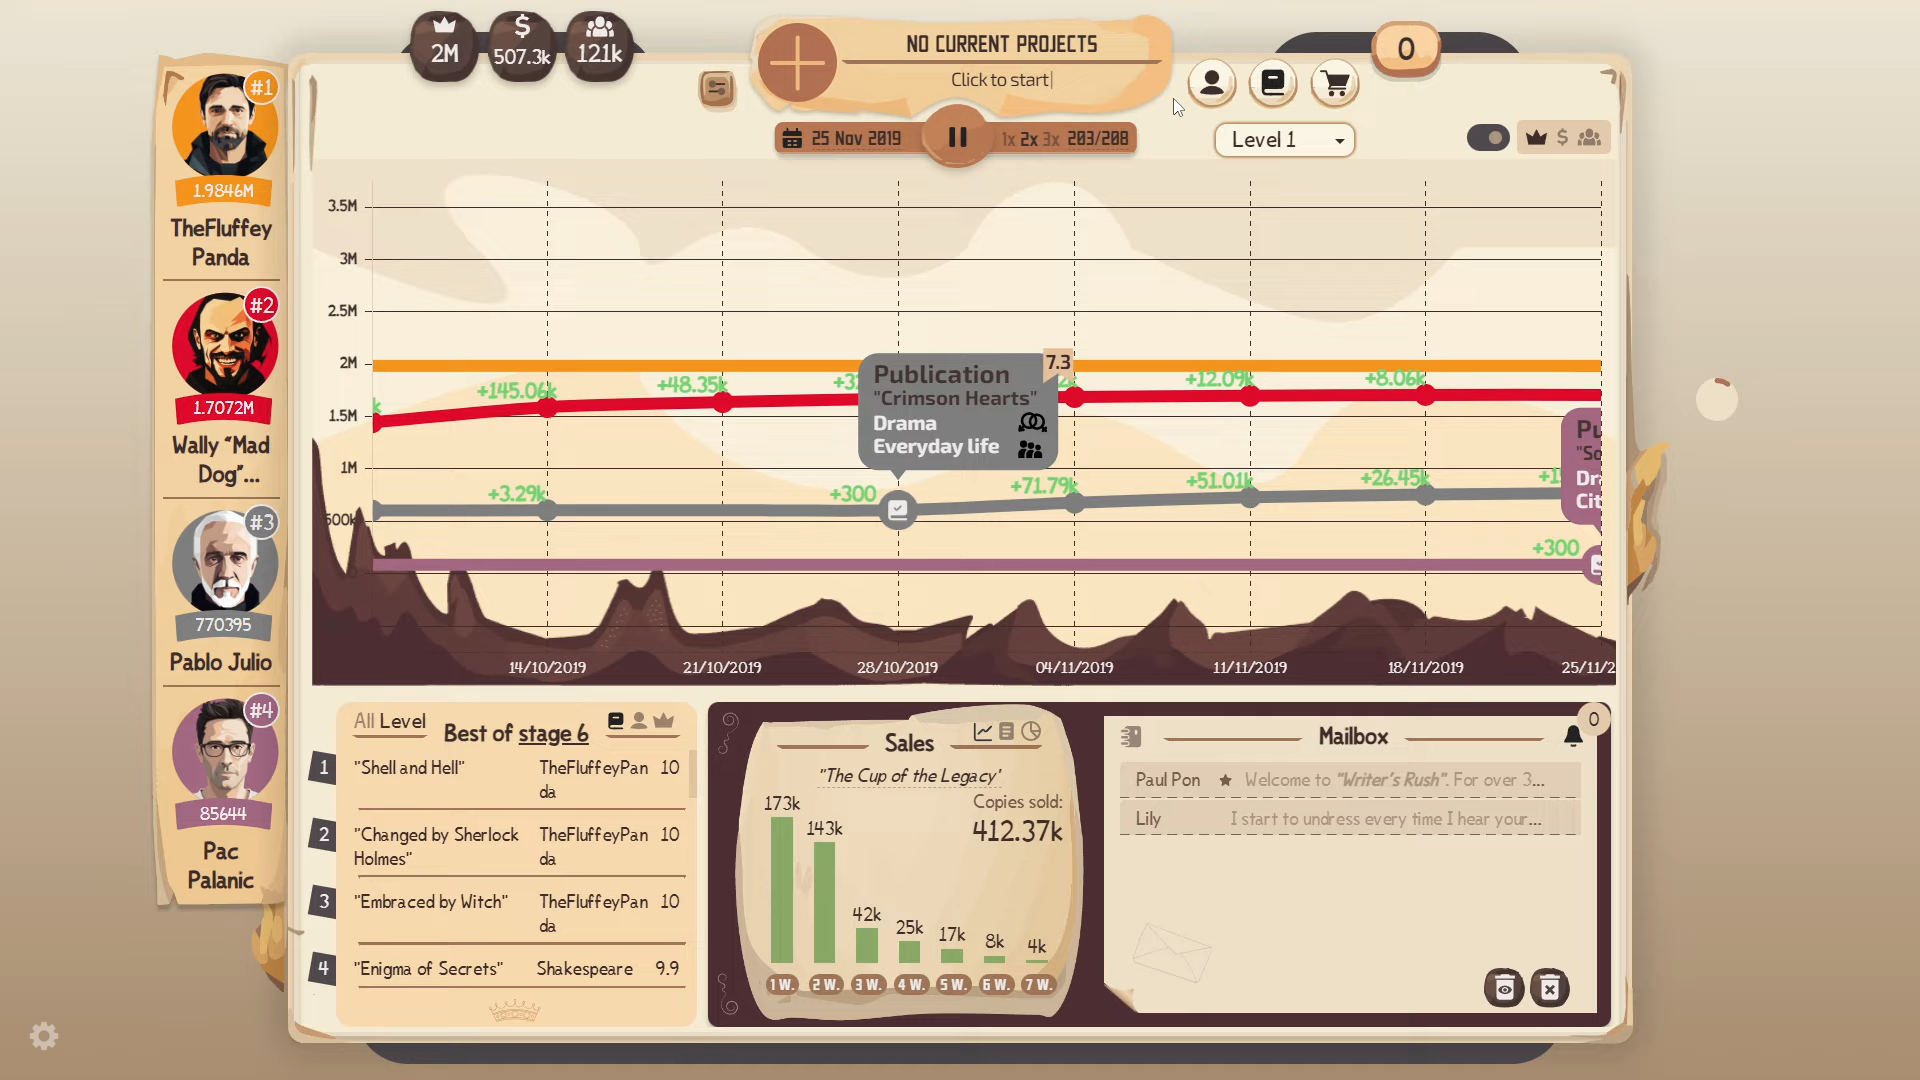 2M
$
507.3k
121k
NO CURRENT PROJECTS
Click to start
0
25 Nov 2019
1x 2x 3x 203/208
Level 1
$
#1
1.9846M
TheFluffey
Panda
#2
1.7072M
Wally “Mad
Dog”...
#3
770395
Pablo Julio
#4
85644
Pac
Palanic
3.5M
3M
2.5M
2M
1.5M
1M
500k
0
k
+145.06k
+48.35k
+12.09k
+8.06k
Publication
7.3
"Crimson Hearts"
Drama
Everyday life
+3.29k
+300
+71.79k
+51.01k
+26.45k
+300
14/10/2019
21/10/2019
28/10/2019
04/11/2019
11/11/2019
18/11/2019
25/11/2
All Level
Best of stage 6
1
"Shell and Hell"
TheFluffeyPan
da
10
2
"Changed by Sherlock
Holmes"
TheFluffeyPan
da
10
3
"Embraced by Witch"
TheFluffeyPan
da
10
4
"Enigma of Secrets"
Shakespeare
9.9
Sales
"The Cup of the Legacy"
Copies sold:
412.37k
173k
143k
42k
25k
17k
8k
4k
1 W.
2 W.
3 W.
4 W.
5 W.
6 W.
7 W.
Mailbox
0
Paul Pon ★ Welcome to "Writer's Rush". For over 3...
Lily I start to undress every time I hear your...